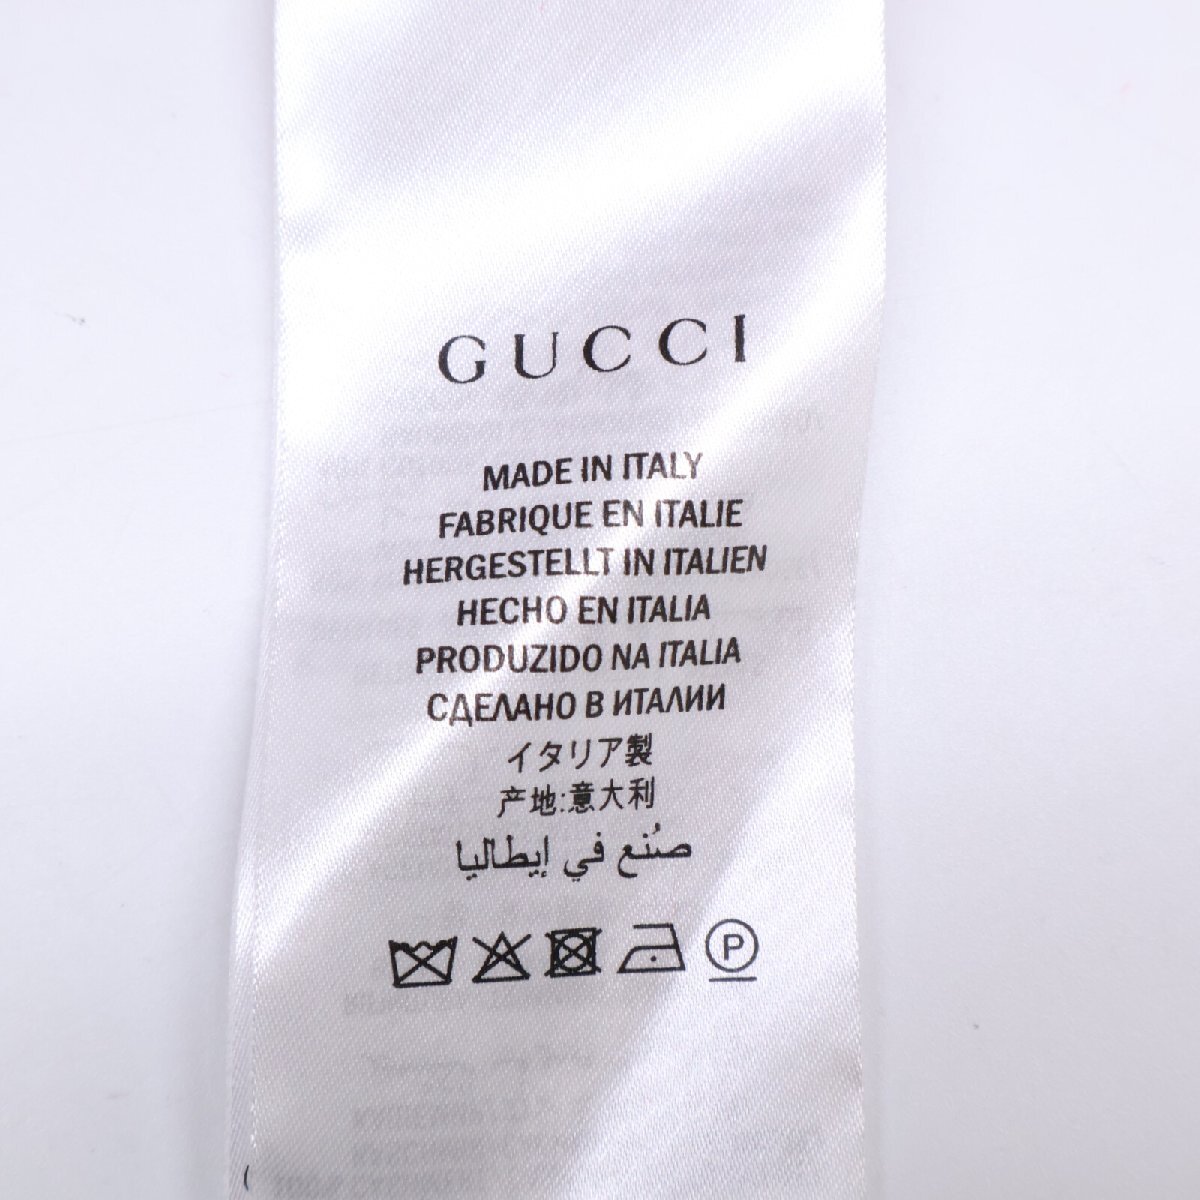 GUCCI
MADE IN ITALY
FABRIQUE EN ITALIE
HERGESTELLT IN ITALIEN
HECHO EN ITALIA
PRODUZIDO NA ITALIA
СДЕЛАНО В ИТАЛИИ
イタリア製
产地:意大利
صُنع في إيطاليا
P